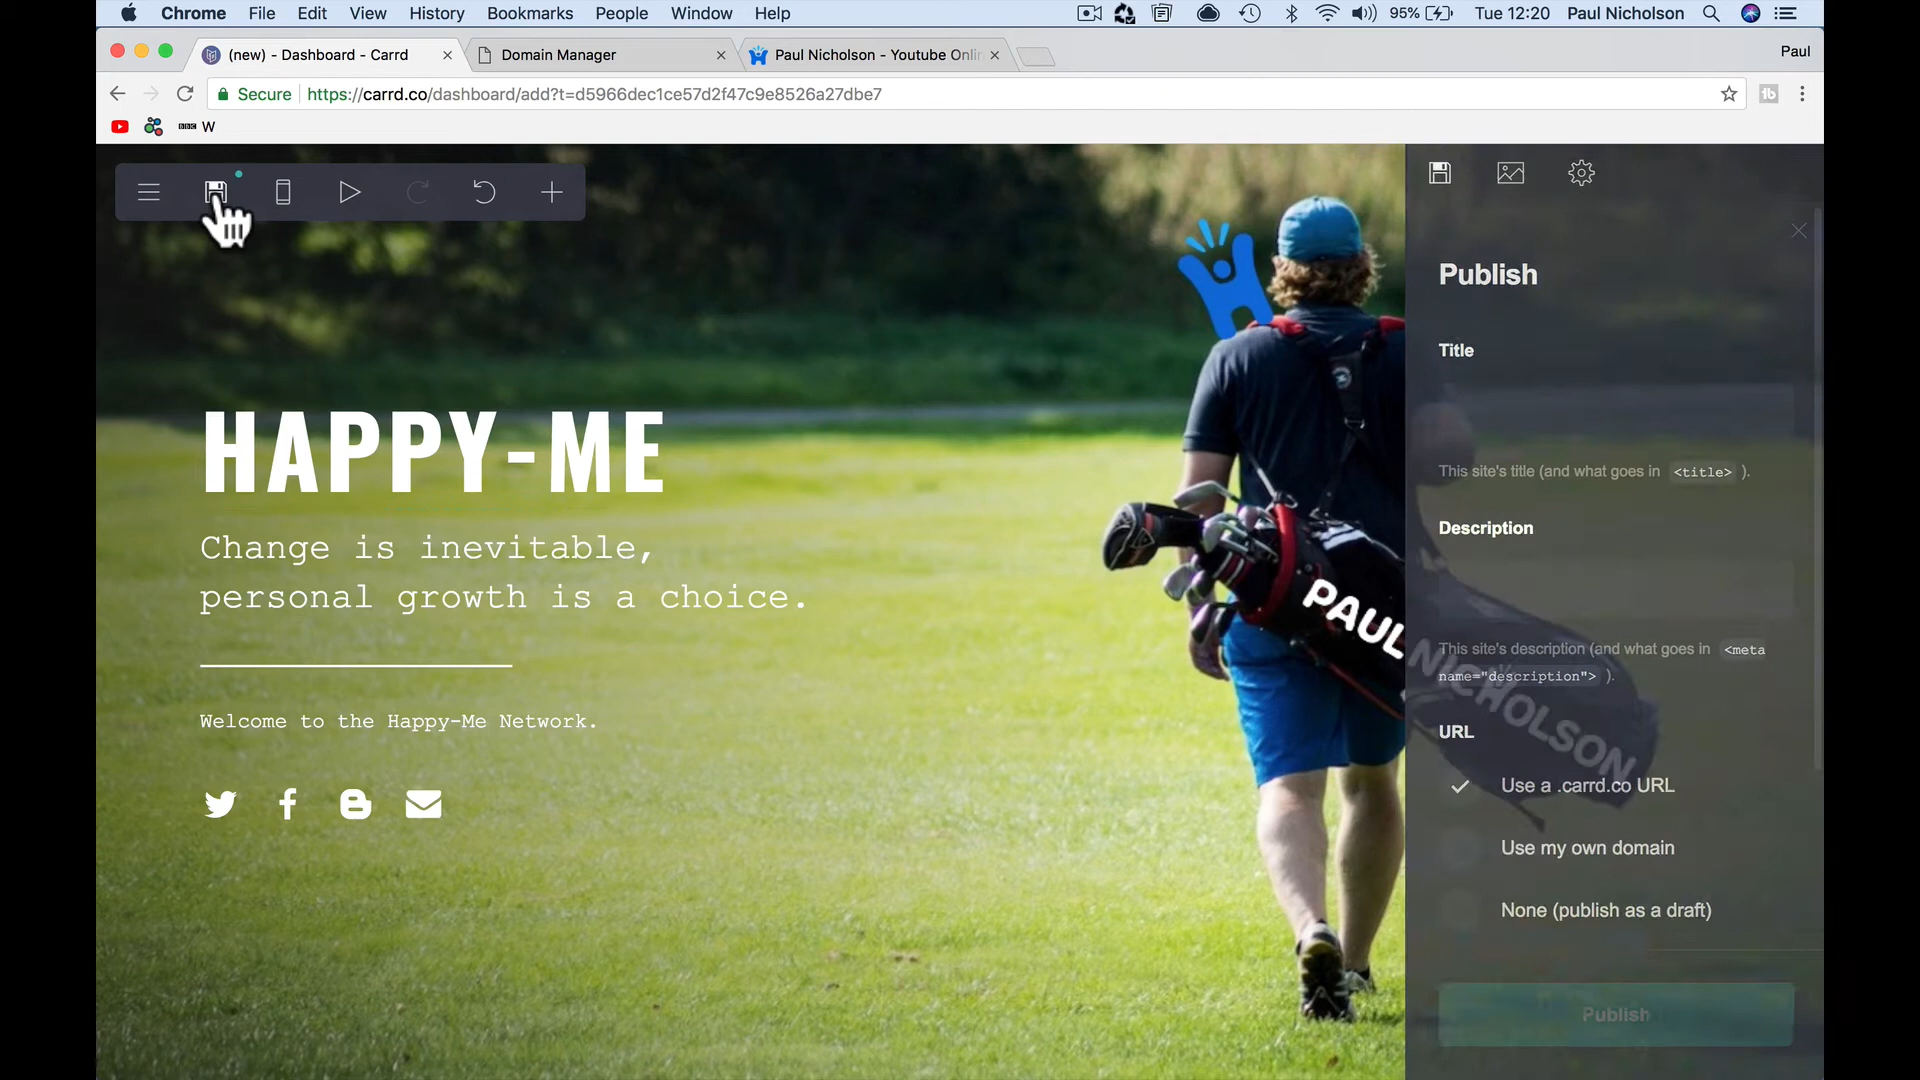 Chrome File Edit View History Bookmarks People Window Help 95% Tue 12:20 Paul Nicholson
(new) - Dashboard - Carrd Domain Manager Paul Nicholson - Youtube Onli Paul
Secure https://carrd.co/dashboard/add?t=d5966dec1ce57d2f47c9e8526a27dbe7
BBC W
HAPPY-ME
Change is inevitable,
personal growth is a choice.
Welcome to the Happy-Me Network.
PAUL NICHOLSON
Publish
Title
This site's title (and what goes in <title> ).
Description
This site's description (and what goes in <meta
name="description"> ).
URL
Use a .carrd.co URL
Use my own domain
None (publish as a draft)
Publish